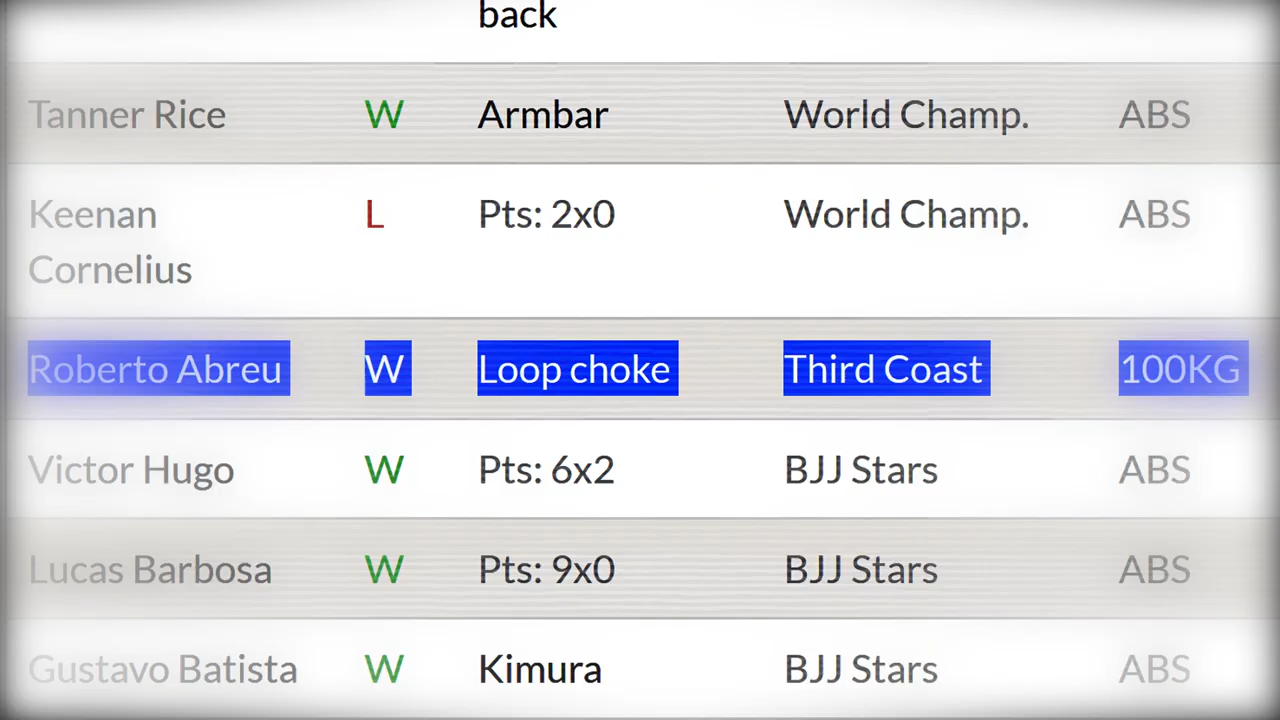 back
Tanner Rice W Armbar World Champ. ABS
Keenan L Pts: 2x0 World Champ. ABS
Cornelius
Roberto Abreu W Loop choke Third Coast 100KG
Victor Hugo W Pts: 6x2 BJJ Stars ABS
Lucas Barbosa W Pts: 9x0 BJJ Stars ABS
Gustavo Batista W Kimura BJJ Stars ABS